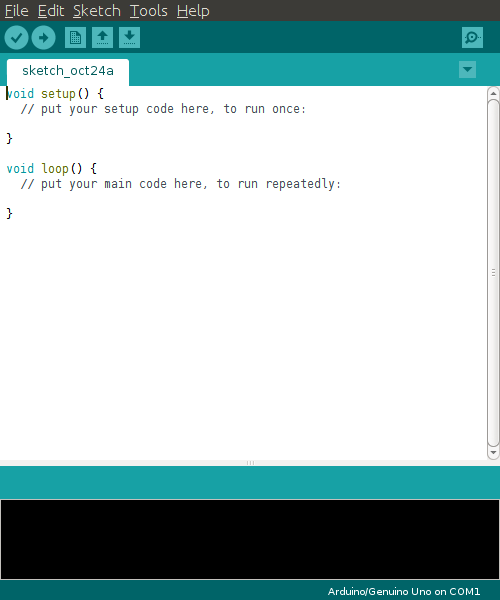 File Edit Sketch Tools Help
sketch_oct24a
void setup() {
  // put your setup code here, to run once:
}
void loop() {
  // put your main code here, to run repeatedly:
}
Arduino/Genuino Uno on COM1